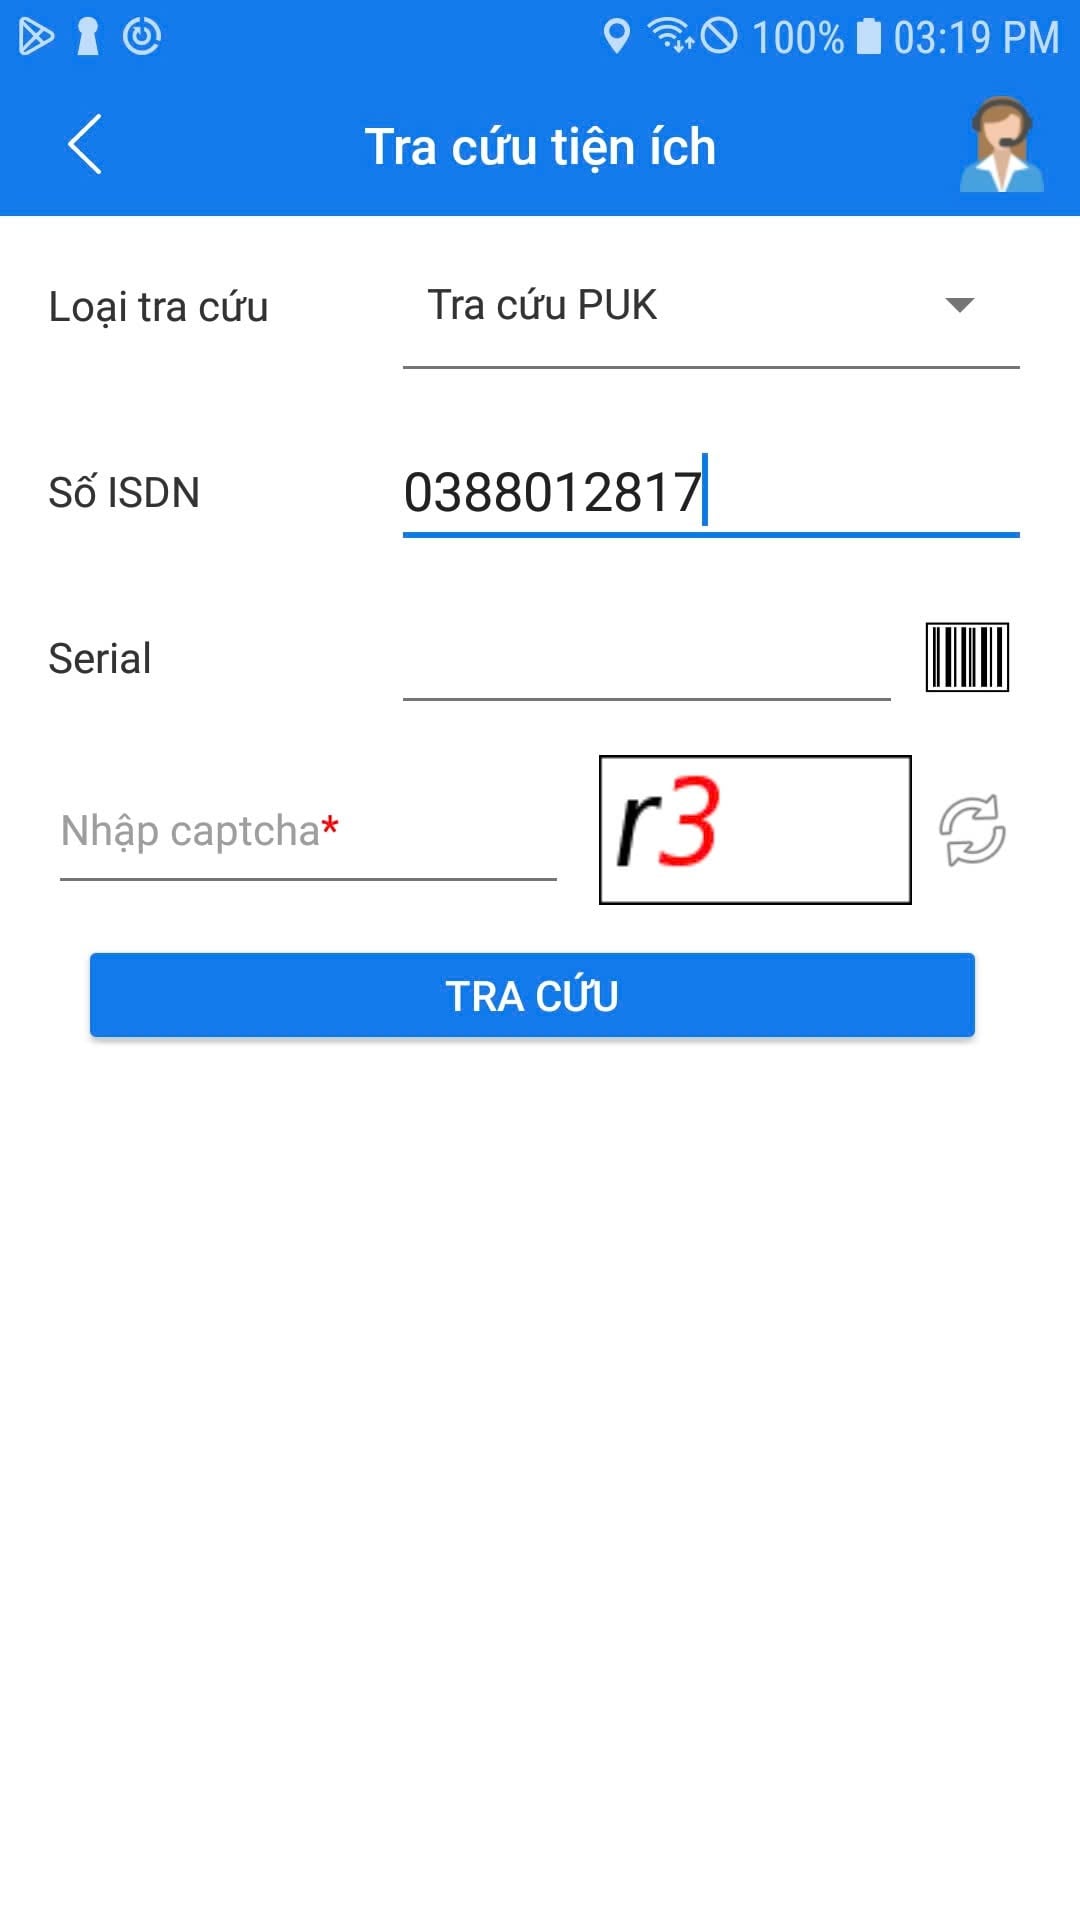 100% 03:19 PM
Tra cứu tiện ích
Loại tra cứu Tra cứu PUK
Số ISDN 0388012817
Serial
Nhập captcha* r3
TRA CỨU